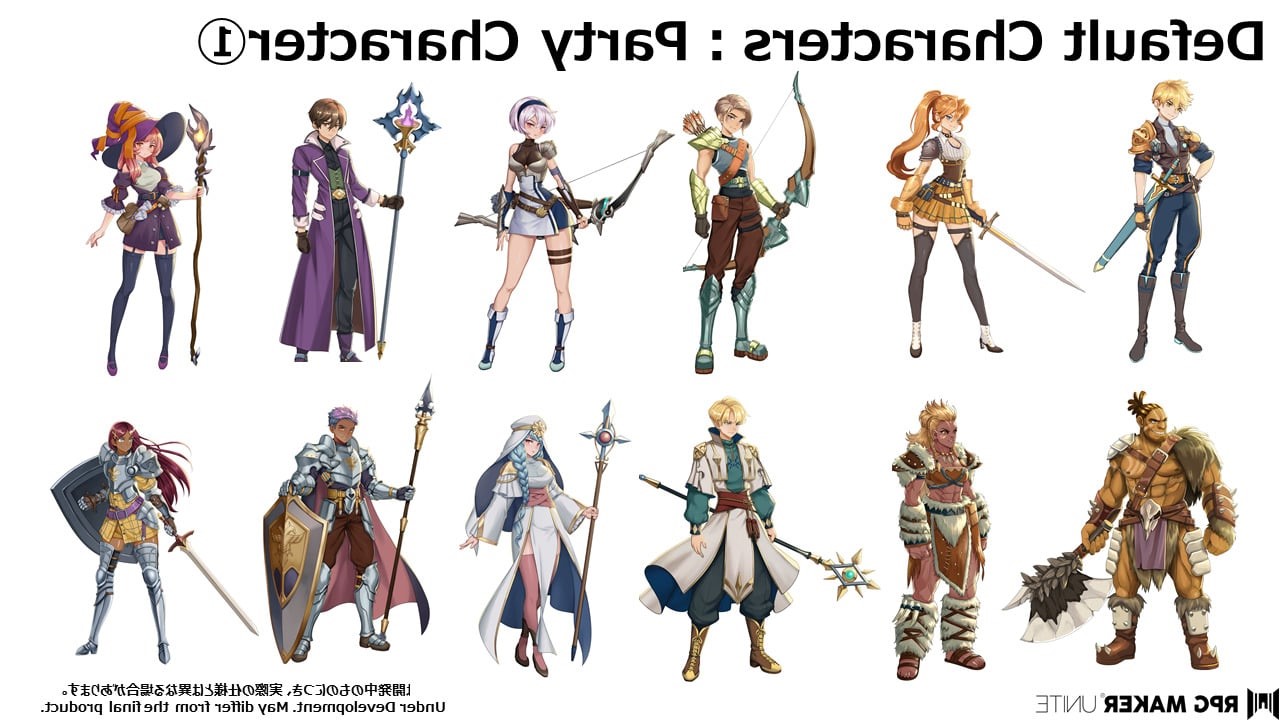 Default Characters : Party Character①
開発中のものにつき、実際の仕様とは異なる場合があります。
Under Development. May differ from the final product.
RPG MAKER UNITE